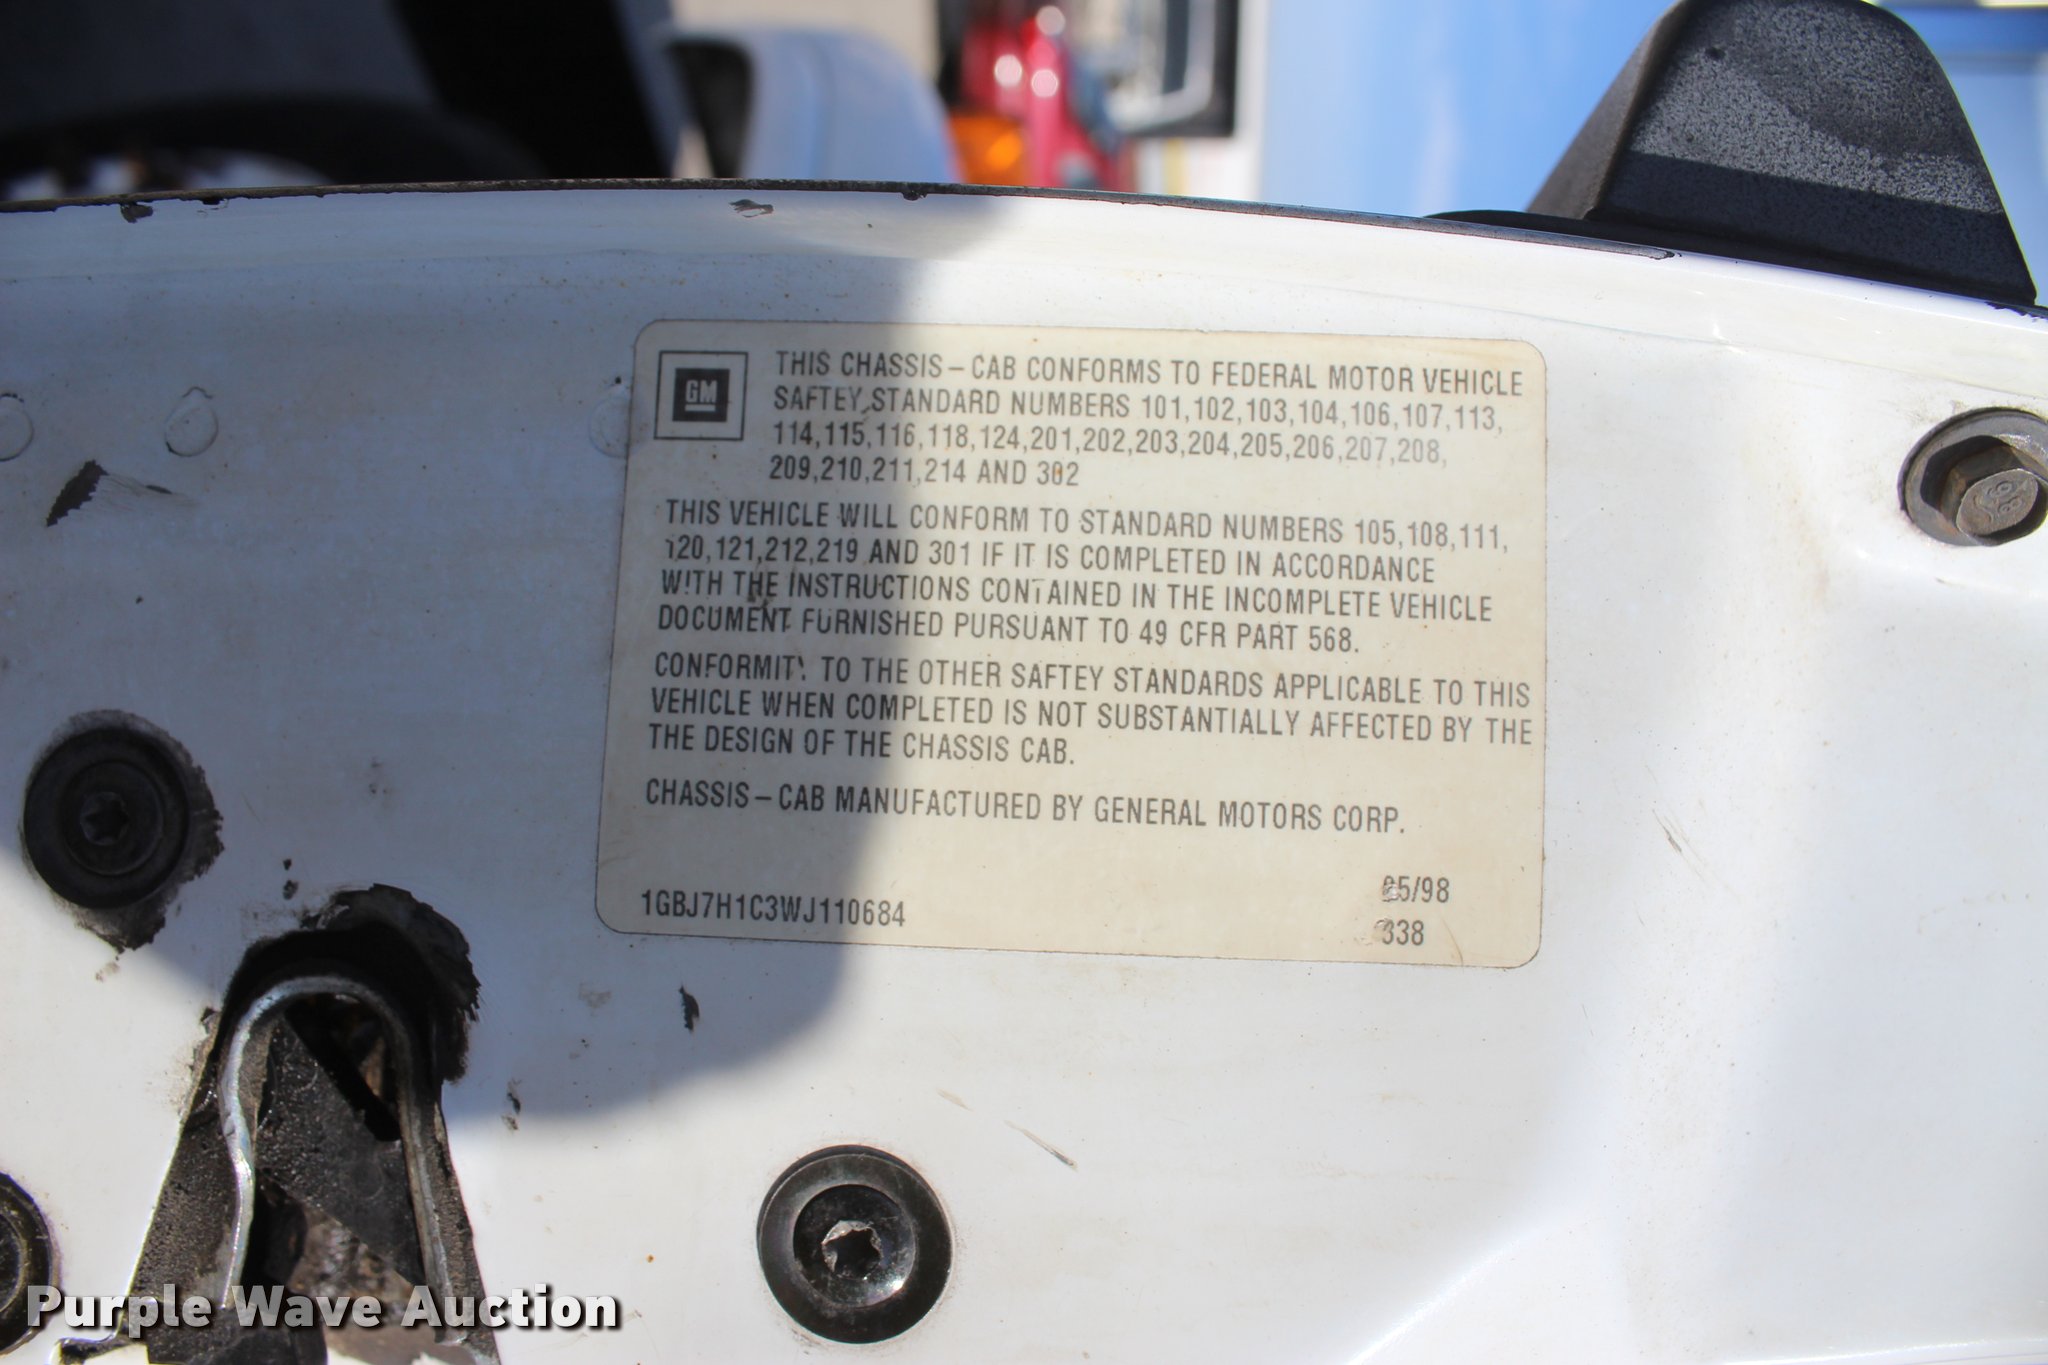 GM
THIS CHASSIS-CAB CONFORMS TO FEDERAL MOTOR VEHICLE
SAFTEY STANDARD NUMBERS 101,102,103,104,106,107,113,
114,115,116,118,124,201,202,203,204,205,206,207,208,
209,210,211,214 AND 302
THIS VEHICLE WILL CONFORM TO STANDARD NUMBERS 105,108,111,
120,121,212,219 AND 301 IF IT IS COMPLETED IN ACCORDANCE
WITH THE INSTRUCTIONS CONTAINED IN THE INCOMPLETE VEHICLE
DOCUMENT FURNISHED PURSUANT TO 49 CFR PART 568.
CONFORMITY TO THE OTHER SAFTEY STANDARDS APPLICABLE TO THIS
VEHICLE WHEN COMPLETED IS NOT SUBSTANTIALLY AFFECTED BY THE
THE DESIGN OF THE CHASSIS CAB.
CHASSIS-CAB MANUFACTURED BY GENERAL MOTORS CORP.
05/98
1GBJ7H1C3WJ110684
338
Purple Wave Auction